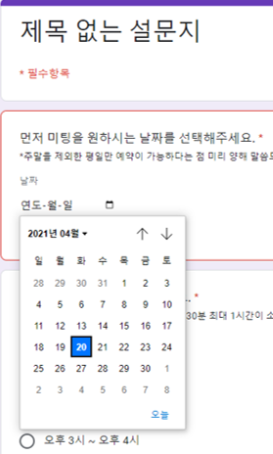 제목 없는 설문지
* 필수항목
먼저 미팅을 원하시는 날짜를 선택해주세요. *
*주말을 제외한 평일만 예약이 가능하다는 점 미리 양해 말씀
날짜
연도-월-일
2021년 04월
일 월 화 수 목 금 토
28 29 30 31 1 2 3
4 5 6 7 8 9 10
11 12 13 14 15 16 17
18 19 20 21 22 23 24
25 26 27 28 29 30 1
2 3 4 5 6 7 8
오늘
*
30분 최대 1시간이 소
오후 3시 ~ 오후 4시